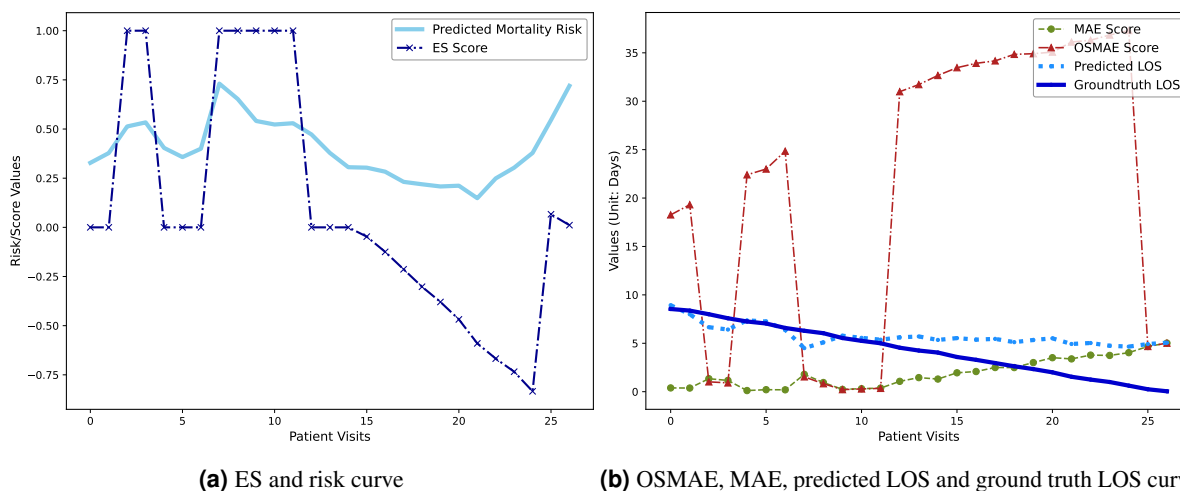 1.00
0.75
0.50
0.25
0.00
−0.25
−0.50
−0.75
Risk/Score Values
0 5 10 15 20 25
Patient Visits
Predicted Mortality Risk
ES Score
(a) ES and risk curve
35
30
25
20
15
10
5
0
Values (Unit: Days)
0 5 10 15 20 25
Patient Visits
MAE Score
OSMAE Score
Predicted LOS
Groundtruth LOS
(b) OSMAE, MAE, predicted LOS and ground truth LOS curv